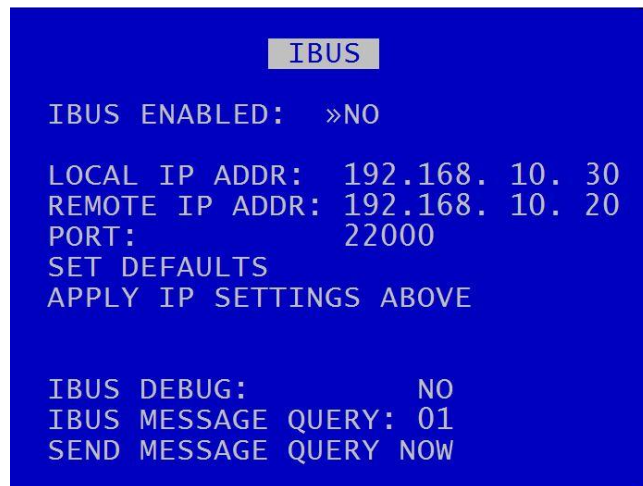 IBUS
IBUS ENABLED: »NO
LOCAL IP ADDR: 192.168. 10. 30
REMOTE IP ADDR: 192.168. 10. 20
PORT: 22000
SET DEFAULTS
APPLY IP SETTINGS ABOVE
IBUS DEBUG: NO
IBUS MESSAGE QUERY: 01
SEND MESSAGE QUERY NOW